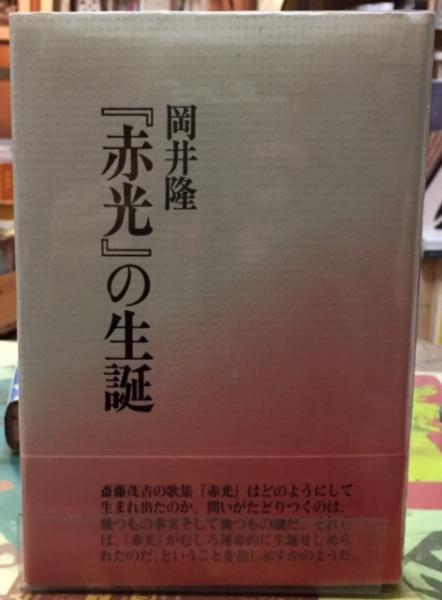 岡井隆
『赤光』の生誕
斎藤茂吉の歌集『赤光』はどのようにして
生まれ出たのか。問いがたどりつくのは、
幾つもの事実そして幾つもの謎だ。それら
は、『赤光』がむしろ運命的に生誕せしめら
れたのだ、ということを指し示すかのようだ。